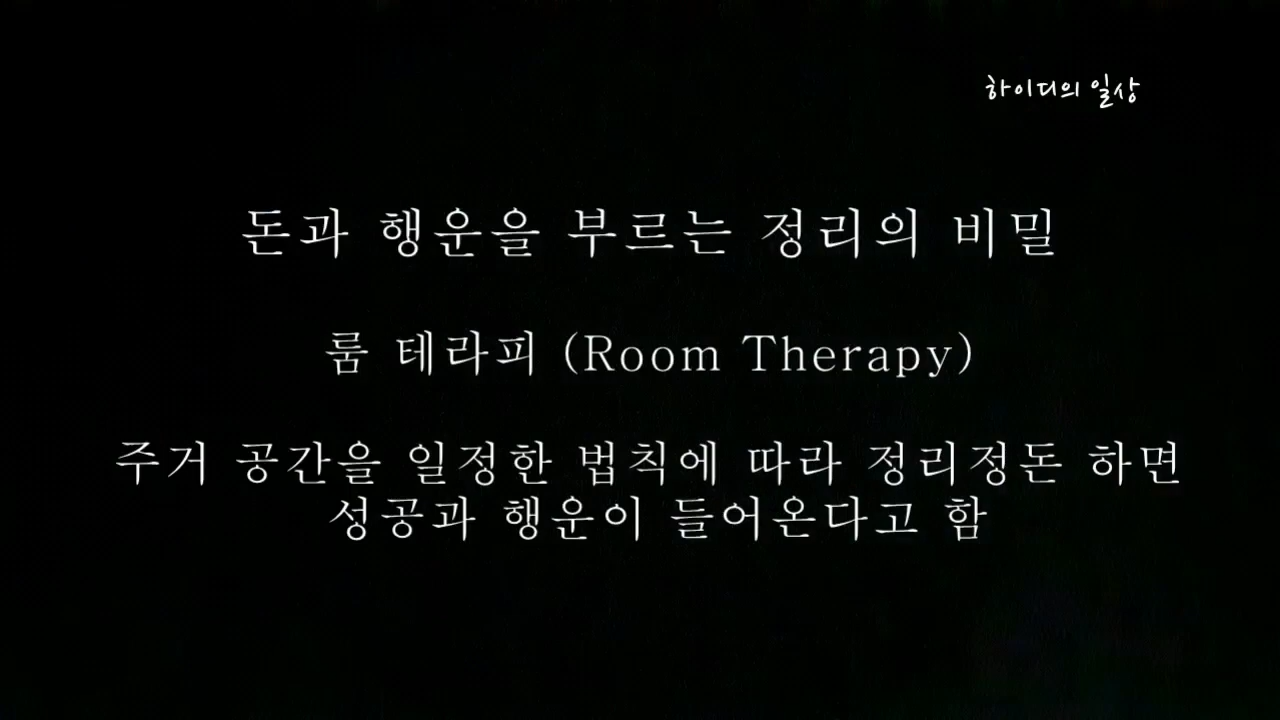 하이디의 일상
돈과 행운을 부르는 정리의 비밀
룸 테라피 (Room Therapy)
주거 공간을 일정한 법칙에 따라 정리정돈 하면
성공과 행운이 들어온다고 함